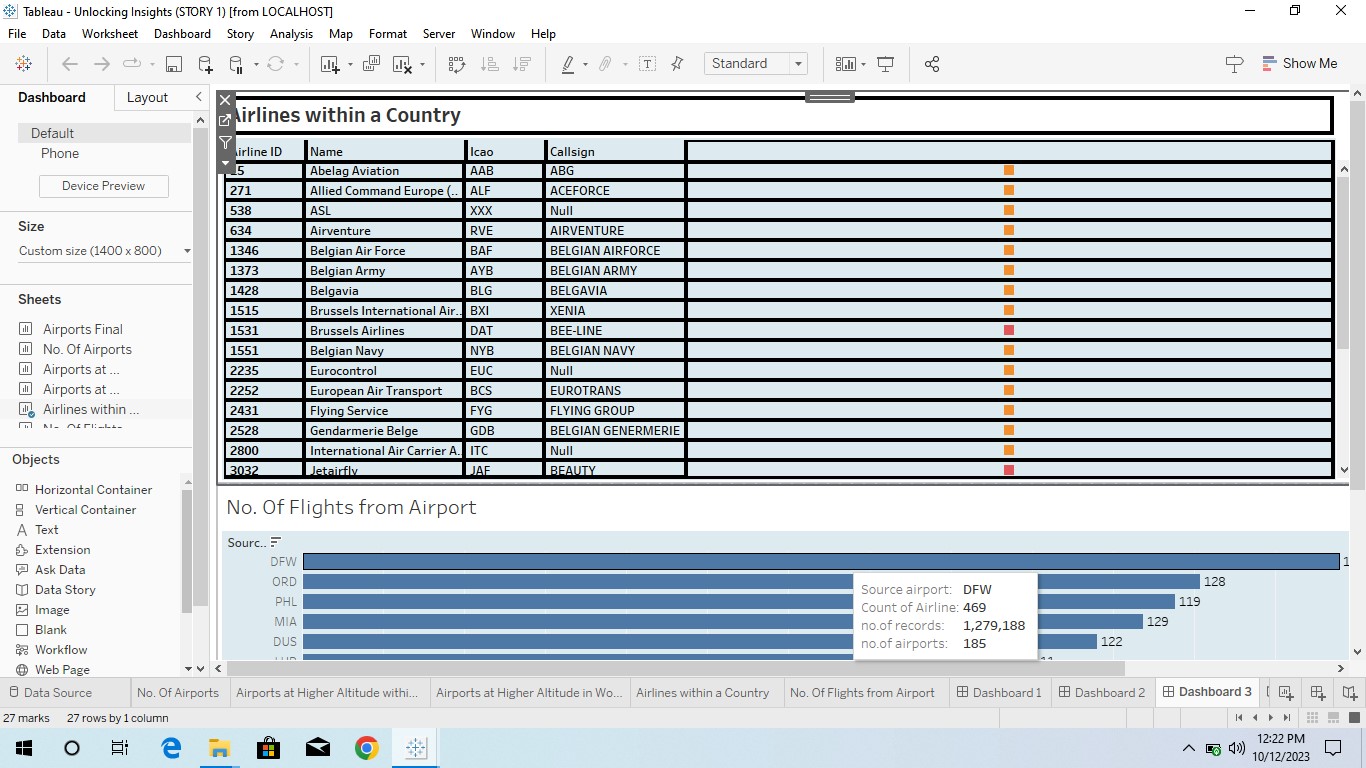 Tableau - Unlocking Insights (STORY 1) [from LOCALHOST]
File Data Worksheet Dashboard Story Analysis Map Format Server Window Help
Standard Show Me
Dashboard Layout
Default
Phone
Device Preview
Size
Custom size (1400 x 800)
Sheets
Airports Final
No. Of Airports
Airports at ...
Airports at ...
Airlines within ...
No. Of Flights
Objects
Horizontal Container
Vertical Container
Text
Extension
Ask Data
Data Story
Image
Blank
Workflow
Web Page
Airlines within a Country
Airline ID Name Icao Callsign
15 Abelag Aviation AAB ABG
271 Allied Command Europe (.. ALF ACEFORCE
538 ASL XXX Null
634 Airventure RVE AIRVENTURE
1346 Belgian Air Force BAF BELGIAN AIRFORCE
1373 Belgian Army AYB BELGIAN ARMY
1428 Belgavia BLG BELGAVIA
1515 Brussels International Air.. BXI XENIA
1531 Brussels Airlines DAT BEE-LINE
1551 Belgian Navy NYB BELGIAN NAVY
2235 Eurocontrol EUC Null
2252 European Air Transport BCS EUROTRANS
2431 Flying Service FYG FLYING GROUP
2528 Gendarmerie Belge GDB BELGIAN GENERMERIE
2800 International Air Carrier A.. ITC Null
3032 Jetairfly JAF BEAUTY
No. Of Flights from Airport
Sourc..
DFW
ORD 128
PHL 119
MIA 129
DUS 122
Source airport: DFW
Count of Airline: 469
no.of records: 1,279,188
no.of airports: 185
Data Source No. Of Airports Airports at Higher Altitude withi... Airports at Higher Altitude in Wo... Airlines within a Country No. Of Flights from Airport Dashboard 1 Dashboard 2 Dashboard 3
27 marks 27 rows by 1 column
12:22 PM
10/12/2023